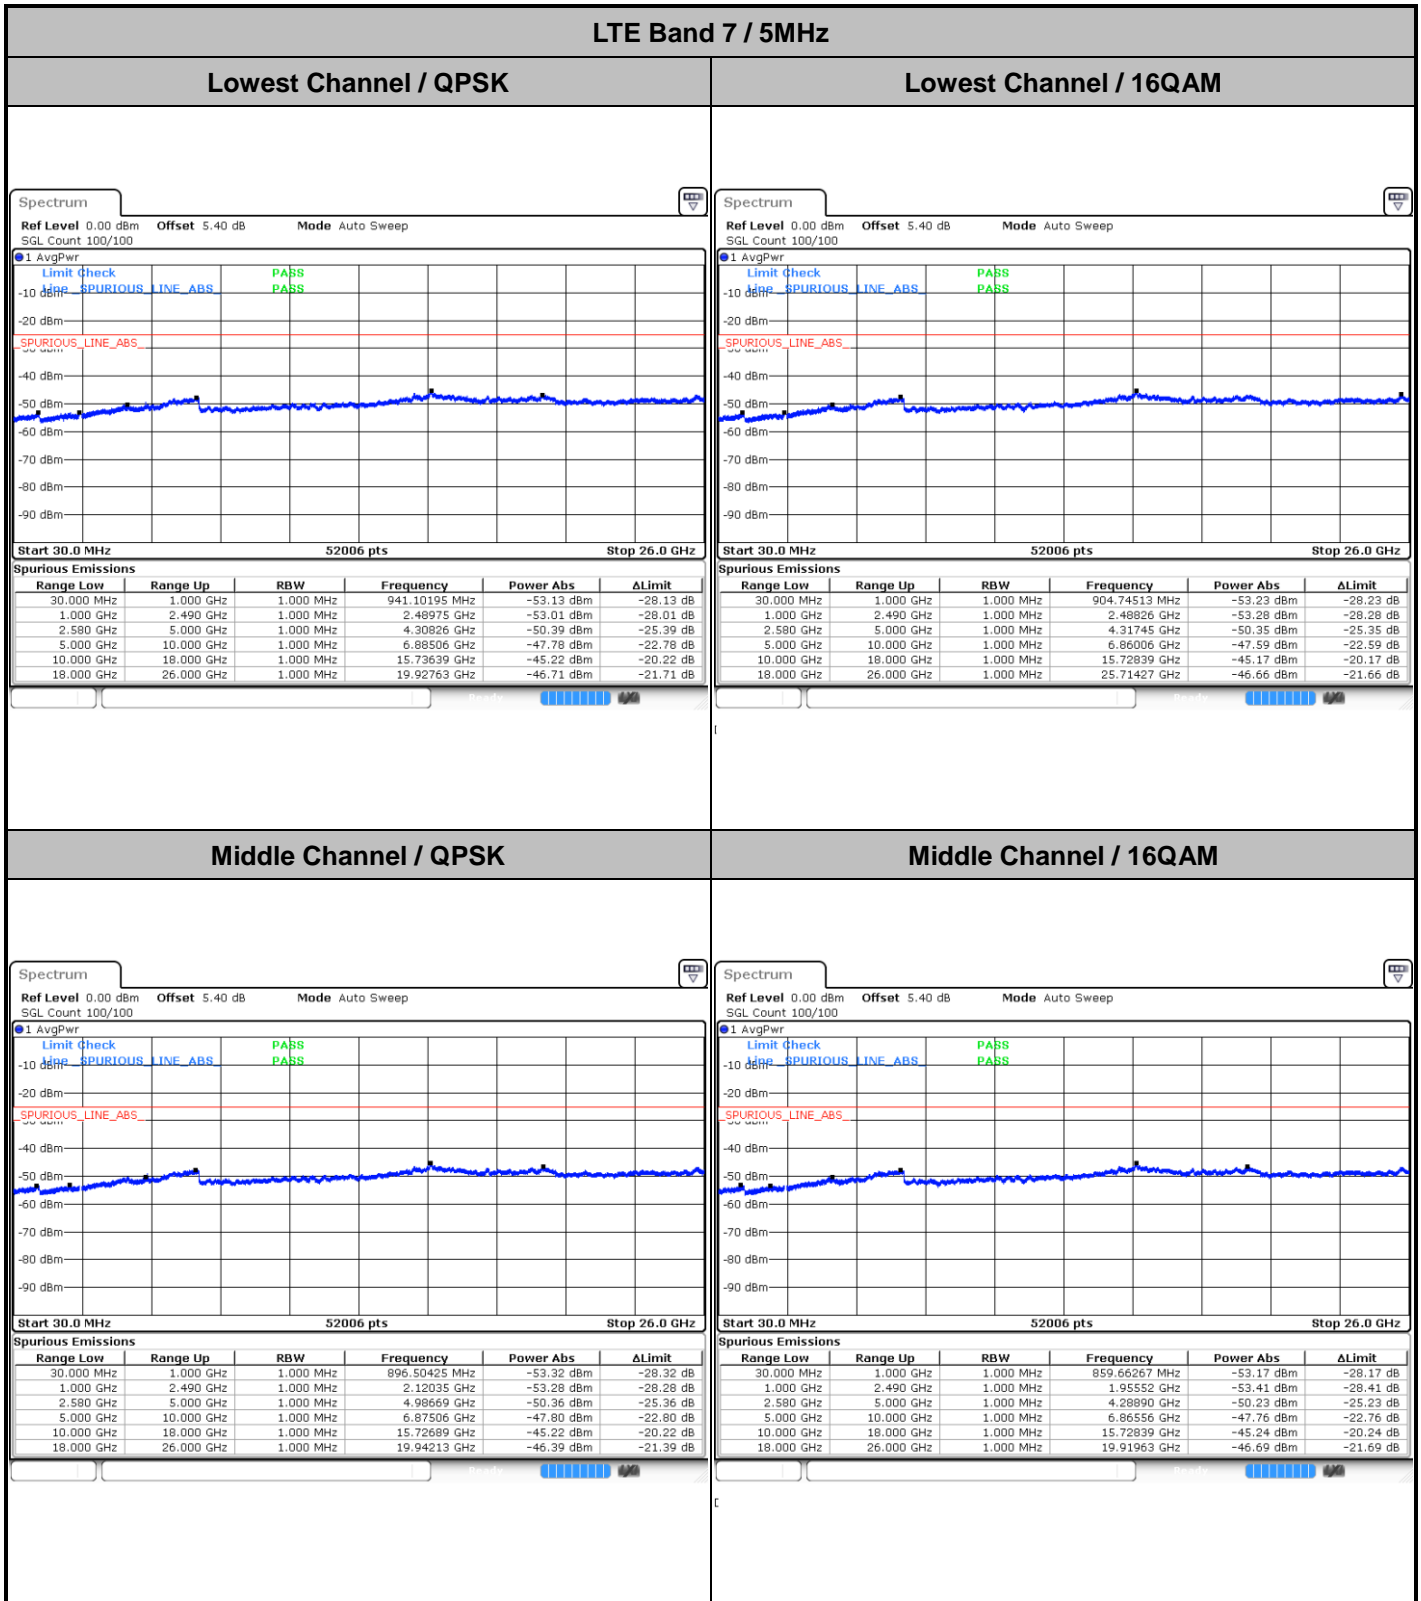 LTE Band 7 / 5MHz
Lowest Channel / QPSK
Lowest Channel / 16QAM
Spectrum
Ref Level 0.00 dBm Offset 5.40 dB Mode Auto Sweep
SGL Count 100/100
1 AvgPwr
Limit Check PASS
Line _SPURIOUS_LINE_ABS_ PASS
-10 dBm
-20 dBm
_SPURIOUS_LINE_ABS_
-30 dBm
-40 dBm
-50 dBm
-60 dBm
-70 dBm
-80 dBm
-90 dBm
Start 30.0 MHz 52006 pts Stop 26.0 GHz
Spurious Emissions
Range Low Range Up RBW Frequency Power Abs ΔLimit
30.000 MHz 1.000 GHz 1.000 MHz 941.10195 MHz -53.13 dBm -28.13 dB
1.000 GHz 2.490 GHz 1.000 MHz 2.48975 GHz -53.01 dBm -28.01 dB
2.580 GHz 5.000 GHz 1.000 MHz 4.30826 GHz -50.39 dBm -25.39 dB
5.000 GHz 10.000 GHz 1.000 MHz 6.88506 GHz -47.78 dBm -22.78 dB
10.000 GHz 18.000 GHz 1.000 MHz 15.73639 GHz -45.22 dBm -20.22 dB
18.000 GHz 26.000 GHz 1.000 MHz 19.92763 GHz -46.71 dBm -21.71 dB
Ready
Spectrum
Ref Level 0.00 dBm Offset 5.40 dB Mode Auto Sweep
SGL Count 100/100
1 AvgPwr
Limit Check PASS
Line _SPURIOUS_LINE_ABS_ PASS
-10 dBm
-20 dBm
_SPURIOUS_LINE_ABS_
-30 dBm
-40 dBm
-50 dBm
-60 dBm
-70 dBm
-80 dBm
-90 dBm
Start 30.0 MHz 52006 pts Stop 26.0 GHz
Spurious Emissions
Range Low Range Up RBW Frequency Power Abs ΔLimit
30.000 MHz 1.000 GHz 1.000 MHz 904.74513 MHz -53.23 dBm -28.23 dB
1.000 GHz 2.490 GHz 1.000 MHz 2.48826 GHz -53.28 dBm -28.28 dB
2.580 GHz 5.000 GHz 1.000 MHz 4.31745 GHz -50.35 dBm -25.35 dB
5.000 GHz 10.000 GHz 1.000 MHz 6.86006 GHz -47.59 dBm -22.59 dB
10.000 GHz 18.000 GHz 1.000 MHz 15.72839 GHz -45.17 dBm -20.17 dB
18.000 GHz 26.000 GHz 1.000 MHz 25.71427 GHz -46.66 dBm -21.66 dB
Ready
Middle Channel / QPSK
Middle Channel / 16QAM
Spectrum
Ref Level 0.00 dBm Offset 5.40 dB Mode Auto Sweep
SGL Count 100/100
1 AvgPwr
Limit Check PASS
Line _SPURIOUS_LINE_ABS_ PASS
-10 dBm
-20 dBm
_SPURIOUS_LINE_ABS_
-30 dBm
-40 dBm
-50 dBm
-60 dBm
-70 dBm
-80 dBm
-90 dBm
Start 30.0 MHz 52006 pts Stop 26.0 GHz
Spurious Emissions
Range Low Range Up RBW Frequency Power Abs ΔLimit
30.000 MHz 1.000 GHz 1.000 MHz 896.50425 MHz -53.32 dBm -28.32 dB
1.000 GHz 2.490 GHz 1.000 MHz 2.12035 GHz -53.28 dBm -28.28 dB
2.580 GHz 5.000 GHz 1.000 MHz 4.98669 GHz -50.36 dBm -25.36 dB
5.000 GHz 10.000 GHz 1.000 MHz 6.87506 GHz -47.80 dBm -22.80 dB
10.000 GHz 18.000 GHz 1.000 MHz 15.72689 GHz -45.22 dBm -20.22 dB
18.000 GHz 26.000 GHz 1.000 MHz 19.94213 GHz -46.39 dBm -21.39 dB
Ready
Spectrum
Ref Level 0.00 dBm Offset 5.40 dB Mode Auto Sweep
SGL Count 100/100
1 AvgPwr
Limit Check PASS
Line _SPURIOUS_LINE_ABS_ PASS
-10 dBm
-20 dBm
_SPURIOUS_LINE_ABS_
-30 dBm
-40 dBm
-50 dBm
-60 dBm
-70 dBm
-80 dBm
-90 dBm
Start 30.0 MHz 52006 pts Stop 26.0 GHz
Spurious Emissions
Range Low Range Up RBW Frequency Power Abs ΔLimit
30.000 MHz 1.000 GHz 1.000 MHz 859.66267 MHz -53.17 dBm -28.17 dB
1.000 GHz 2.490 GHz 1.000 MHz 1.95552 GHz -53.41 dBm -28.41 dB
2.580 GHz 5.000 GHz 1.000 MHz 4.28890 GHz -50.23 dBm -25.23 dB
5.000 GHz 10.000 GHz 1.000 MHz 6.86556 GHz -47.76 dBm -22.76 dB
10.000 GHz 18.000 GHz 1.000 MHz 15.72839 GHz -45.24 dBm -20.24 dB
18.000 GHz 26.000 GHz 1.000 MHz 19.91963 GHz -46.69 dBm -21.69 dB
Ready